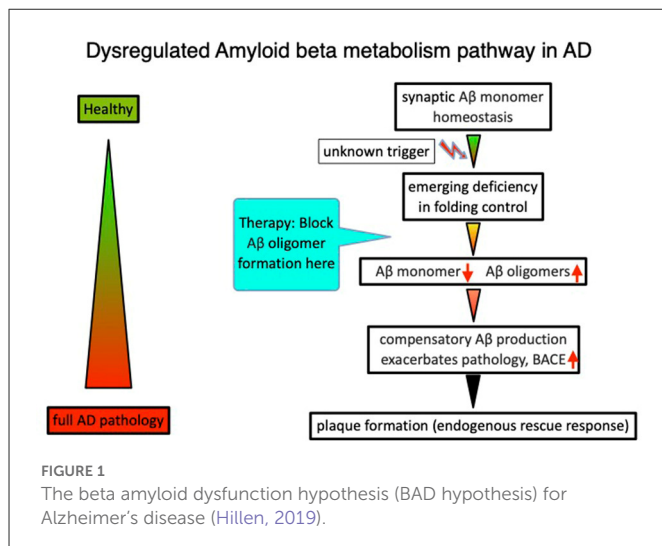 Dysregulated Amyloid beta metabolism pathway in AD
Healthy
full AD pathology
synaptic Aβ monomer
homeostasis
unknown trigger
emerging deficiency
in folding control
Therapy: Block
Aβ oligomer
formation here
Aβ monomer Aβ oligomers
compensatory Aβ production
exacerbates pathology, BACE
plaque formation (endogenous rescue response)
FIGURE 1
The beta amyloid dysfunction hypothesis (BAD hypothesis) for
Alzheimer's disease (Hillen, 2019).